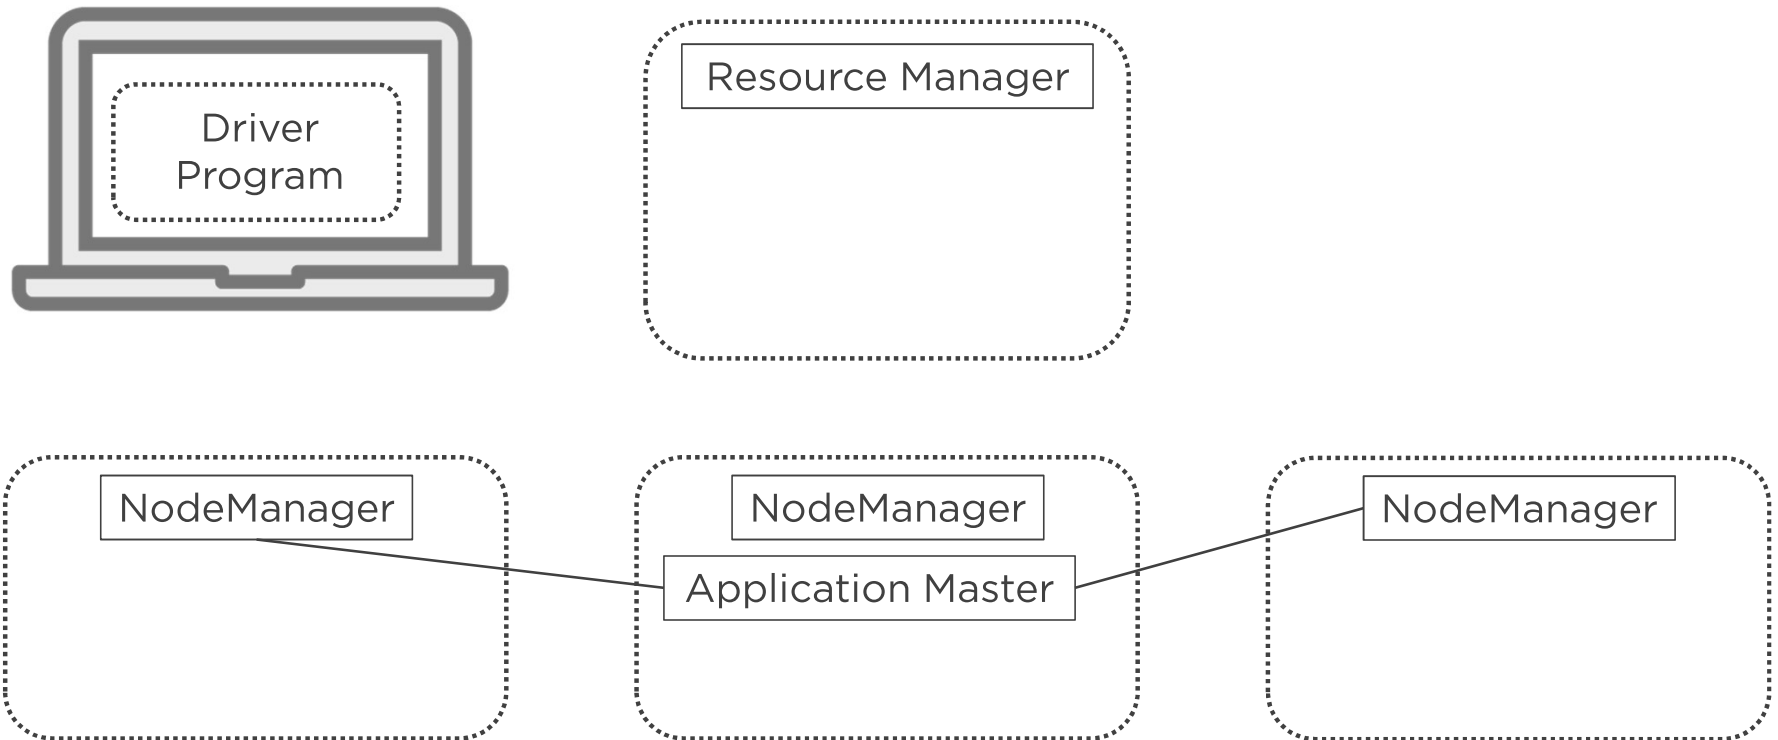 Driver
Program
Resource Manager
NodeManager
NodeManager
NodeManager
Application Master